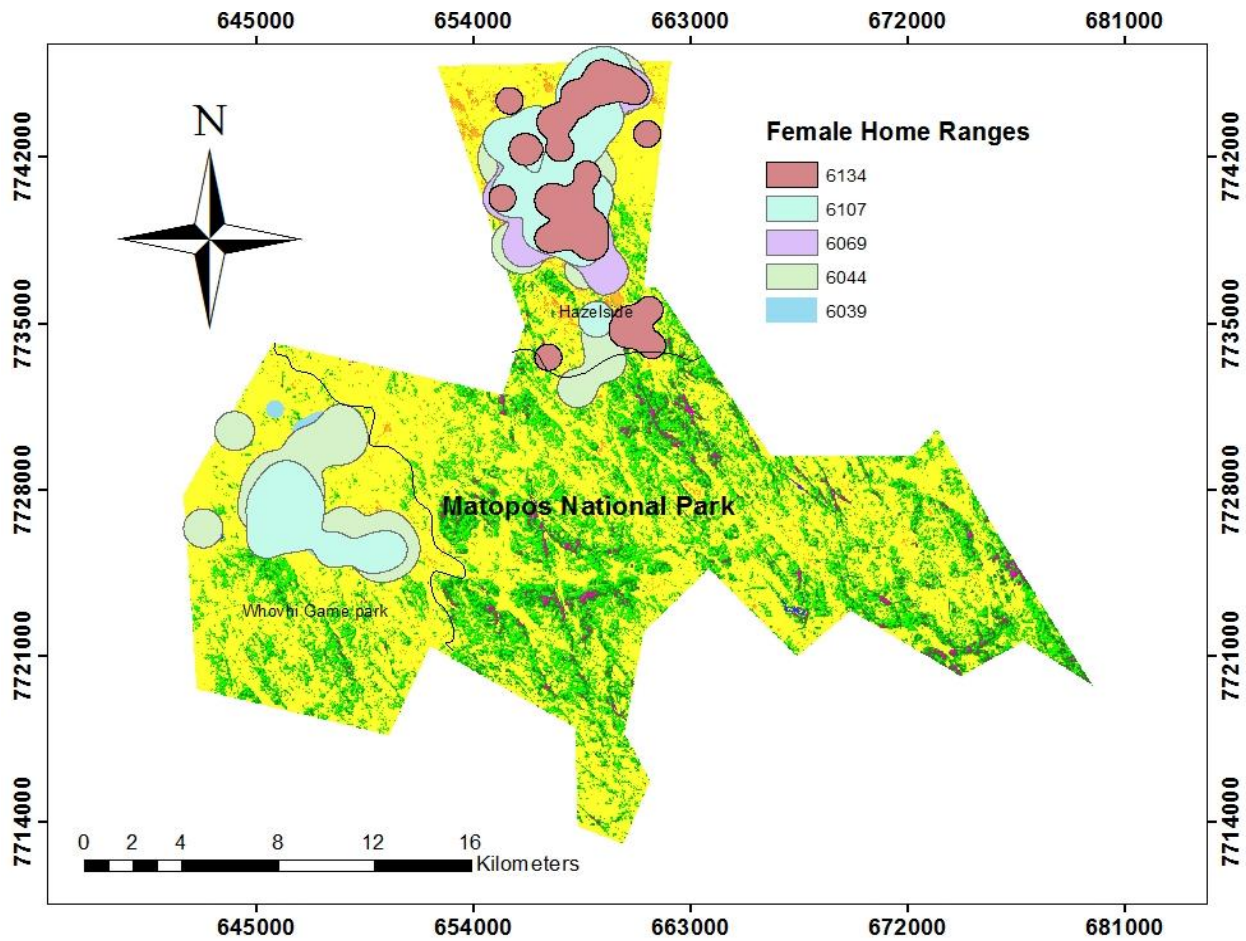 645000 654000 663000 672000 681000
N
Female Home Ranges
6134
6107
6069
6044
6039
7742000 7742000
7735000 7735000
Hazelside
7728000 7728000
Matopos National Park
Whovhi Game park
7721000 7721000
7714000 7714000
0 2 4 8 12 16
Kilometers
645000 654000 663000 672000 681000